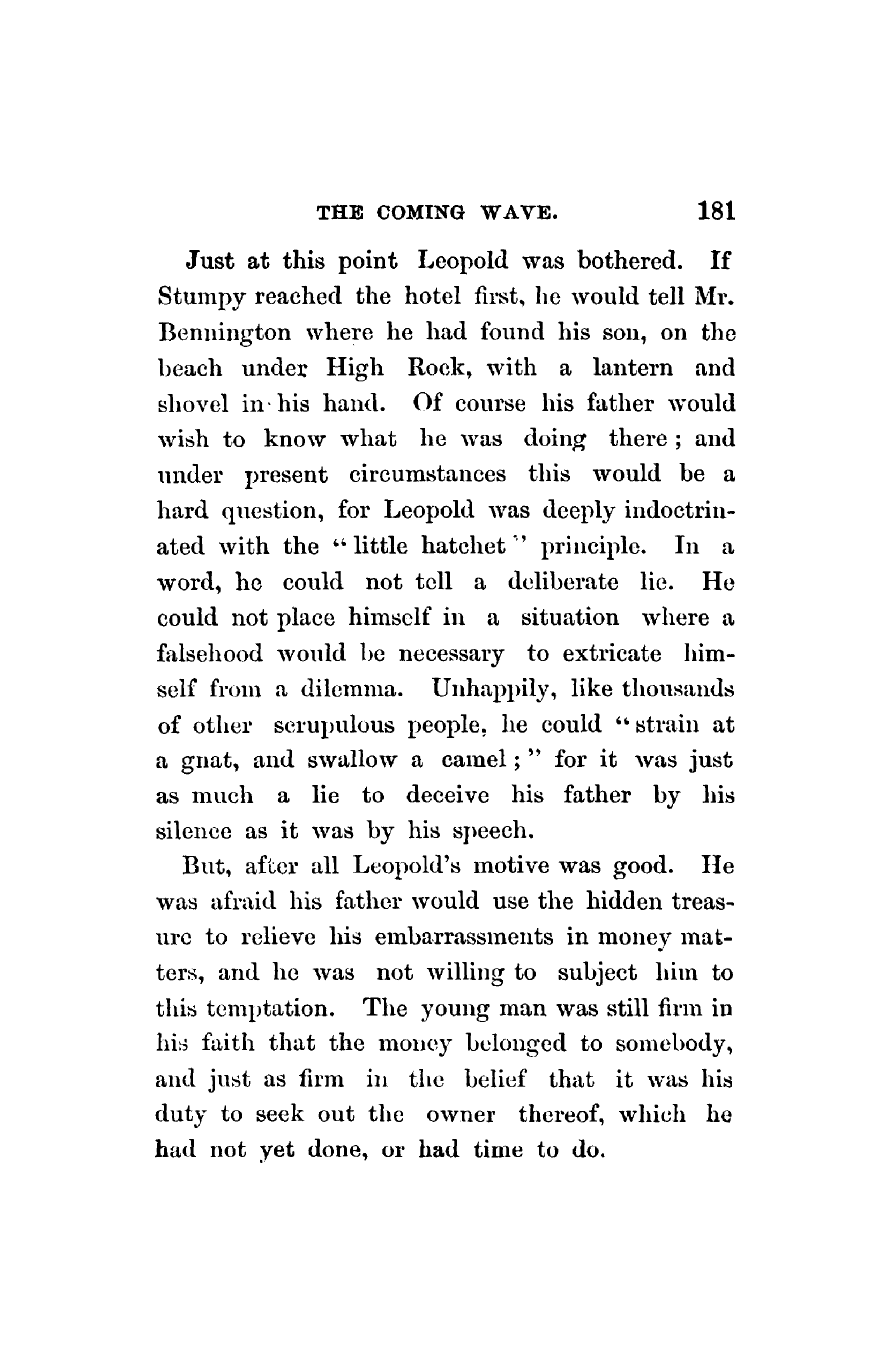 THE COMING WAVE. 181
Just at this point Leopold was bothered. If
Stumpy reached the hotel first, he would tell Mr.
Bennington where he had found his son, on the
beach under High Rock, with a lantern and
shovel in his hand. Of course his father would
wish to know what he was doing there ; and
under present circumstances this would be a
hard question, for Leopold was deeply indoctrin-
ated with the “ little hatchet ” principle. In a
word, he could not tell a deliberate lie. He
could not place himself in a situation where a
falsehood would be necessary to extricate him-
self from a dilemma. Unhappily, like thousands
of other scrupulous people, he could “ strain at
a gnat, and swallow a camel ; ” for it was just
as much a lie to deceive his father by his
silence as it was by his speech.
But, after all Leopold’s motive was good. He
was afraid his father would use the hidden treas-
ure to relieve his embarrassments in money mat-
ters, and he was not willing to subject him to
this temptation. The young man was still firm in
his faith that the money belonged to somebody,
and just as firm in the belief that it was his
duty to seek out the owner thereof, which he
had not yet done, or had time to do.